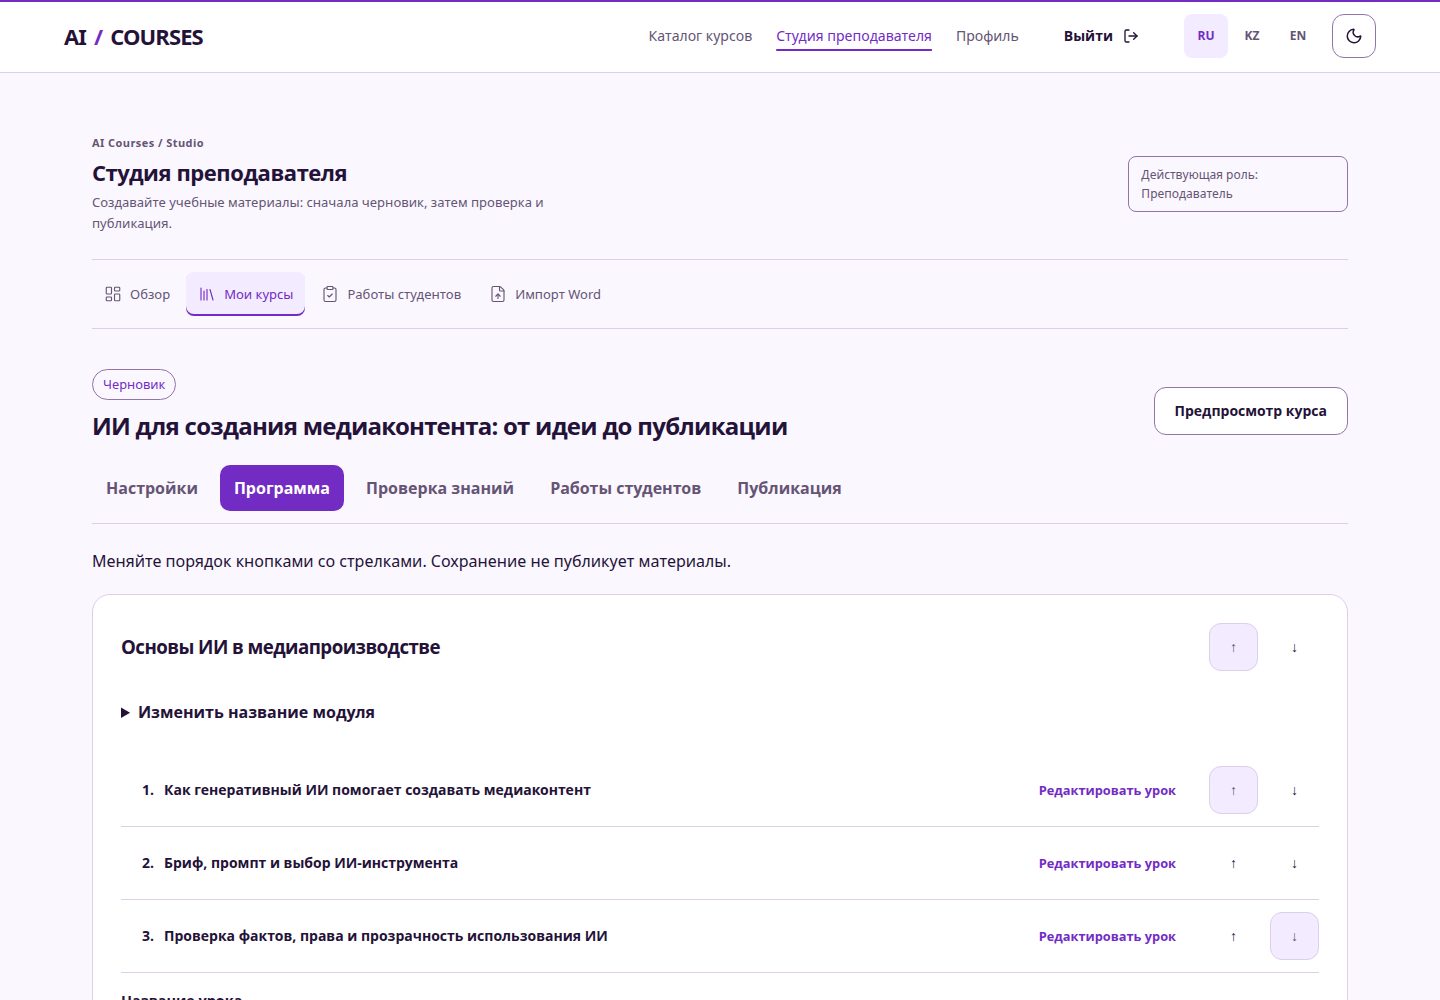 AI / COURSES
Каталог курсов
Студия преподавателя
Профиль
Выйти
RU
KZ
EN
AI Courses / Studio
Студия преподавателя
Создавайте учебные материалы: сначала черновик, затем проверка и
публикация.
Действующая роль:
Преподаватель
Обзор
Мои курсы
Работы студентов
Импорт Word
Черновик
ИИ для создания медиаконтента: от идеи до публикации
Предпросмотр курса
Настройки
Программа
Проверка знаний
Работы студентов
Публикация
Меняйте порядок кнопками со стрелками. Сохранение не публикует материалы.
Основы ИИ в медиапроизводстве
↑ ↓
▶ Изменить название модуля
1. Как генеративный ИИ помогает создавать медиаконтент
Редактировать урок
↑ ↓
2. Бриф, промпт и выбор ИИ-инструмента
Редактировать урок
↑ ↓
3. Проверка фактов, права и прозрачность использования ИИ
Редактировать урок
↑ ↓
Название урока